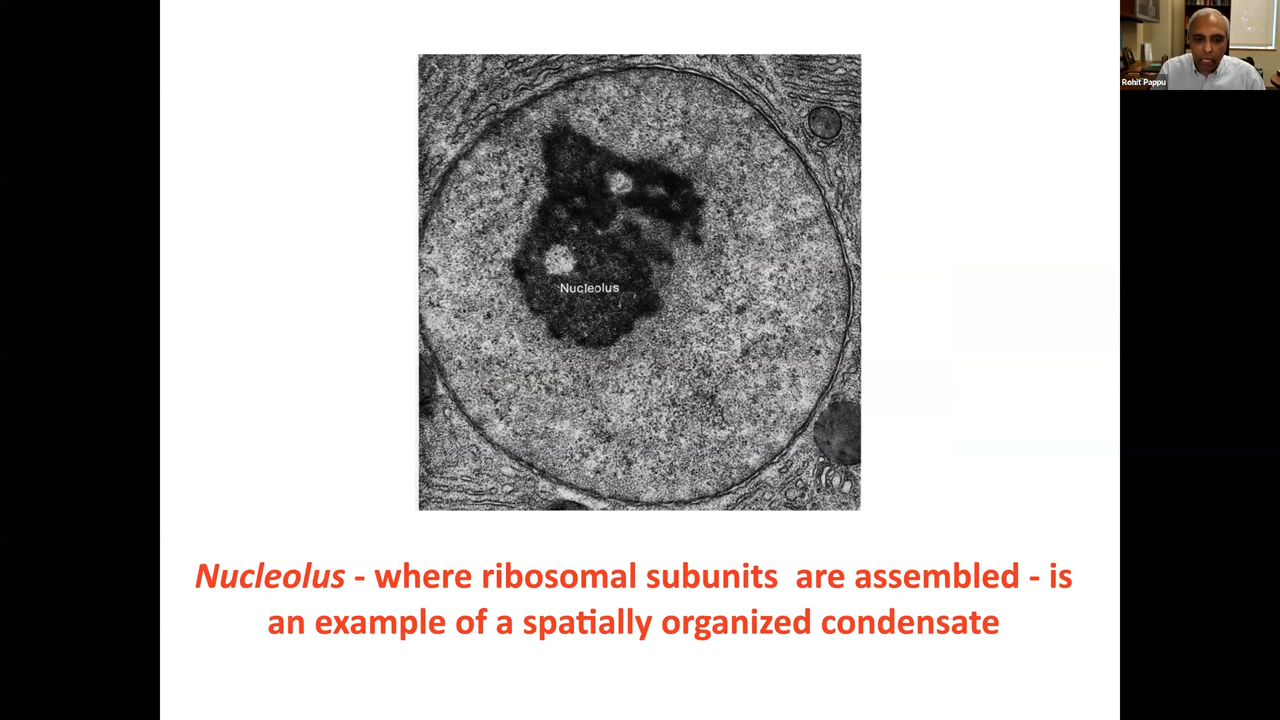 Rohit Pappu
Nucleolus
Nucleolus - where ribosomal subunits  are assembled - is
an example of a spatially organized condensate